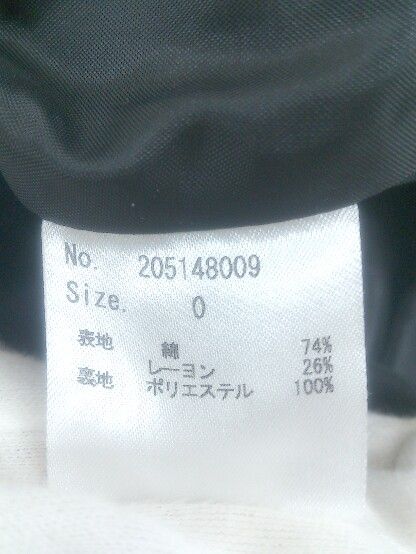 No. 205148009
Size. 0
表地 綿 74%
レーヨン 26%
裏地 ポリエステル 100%